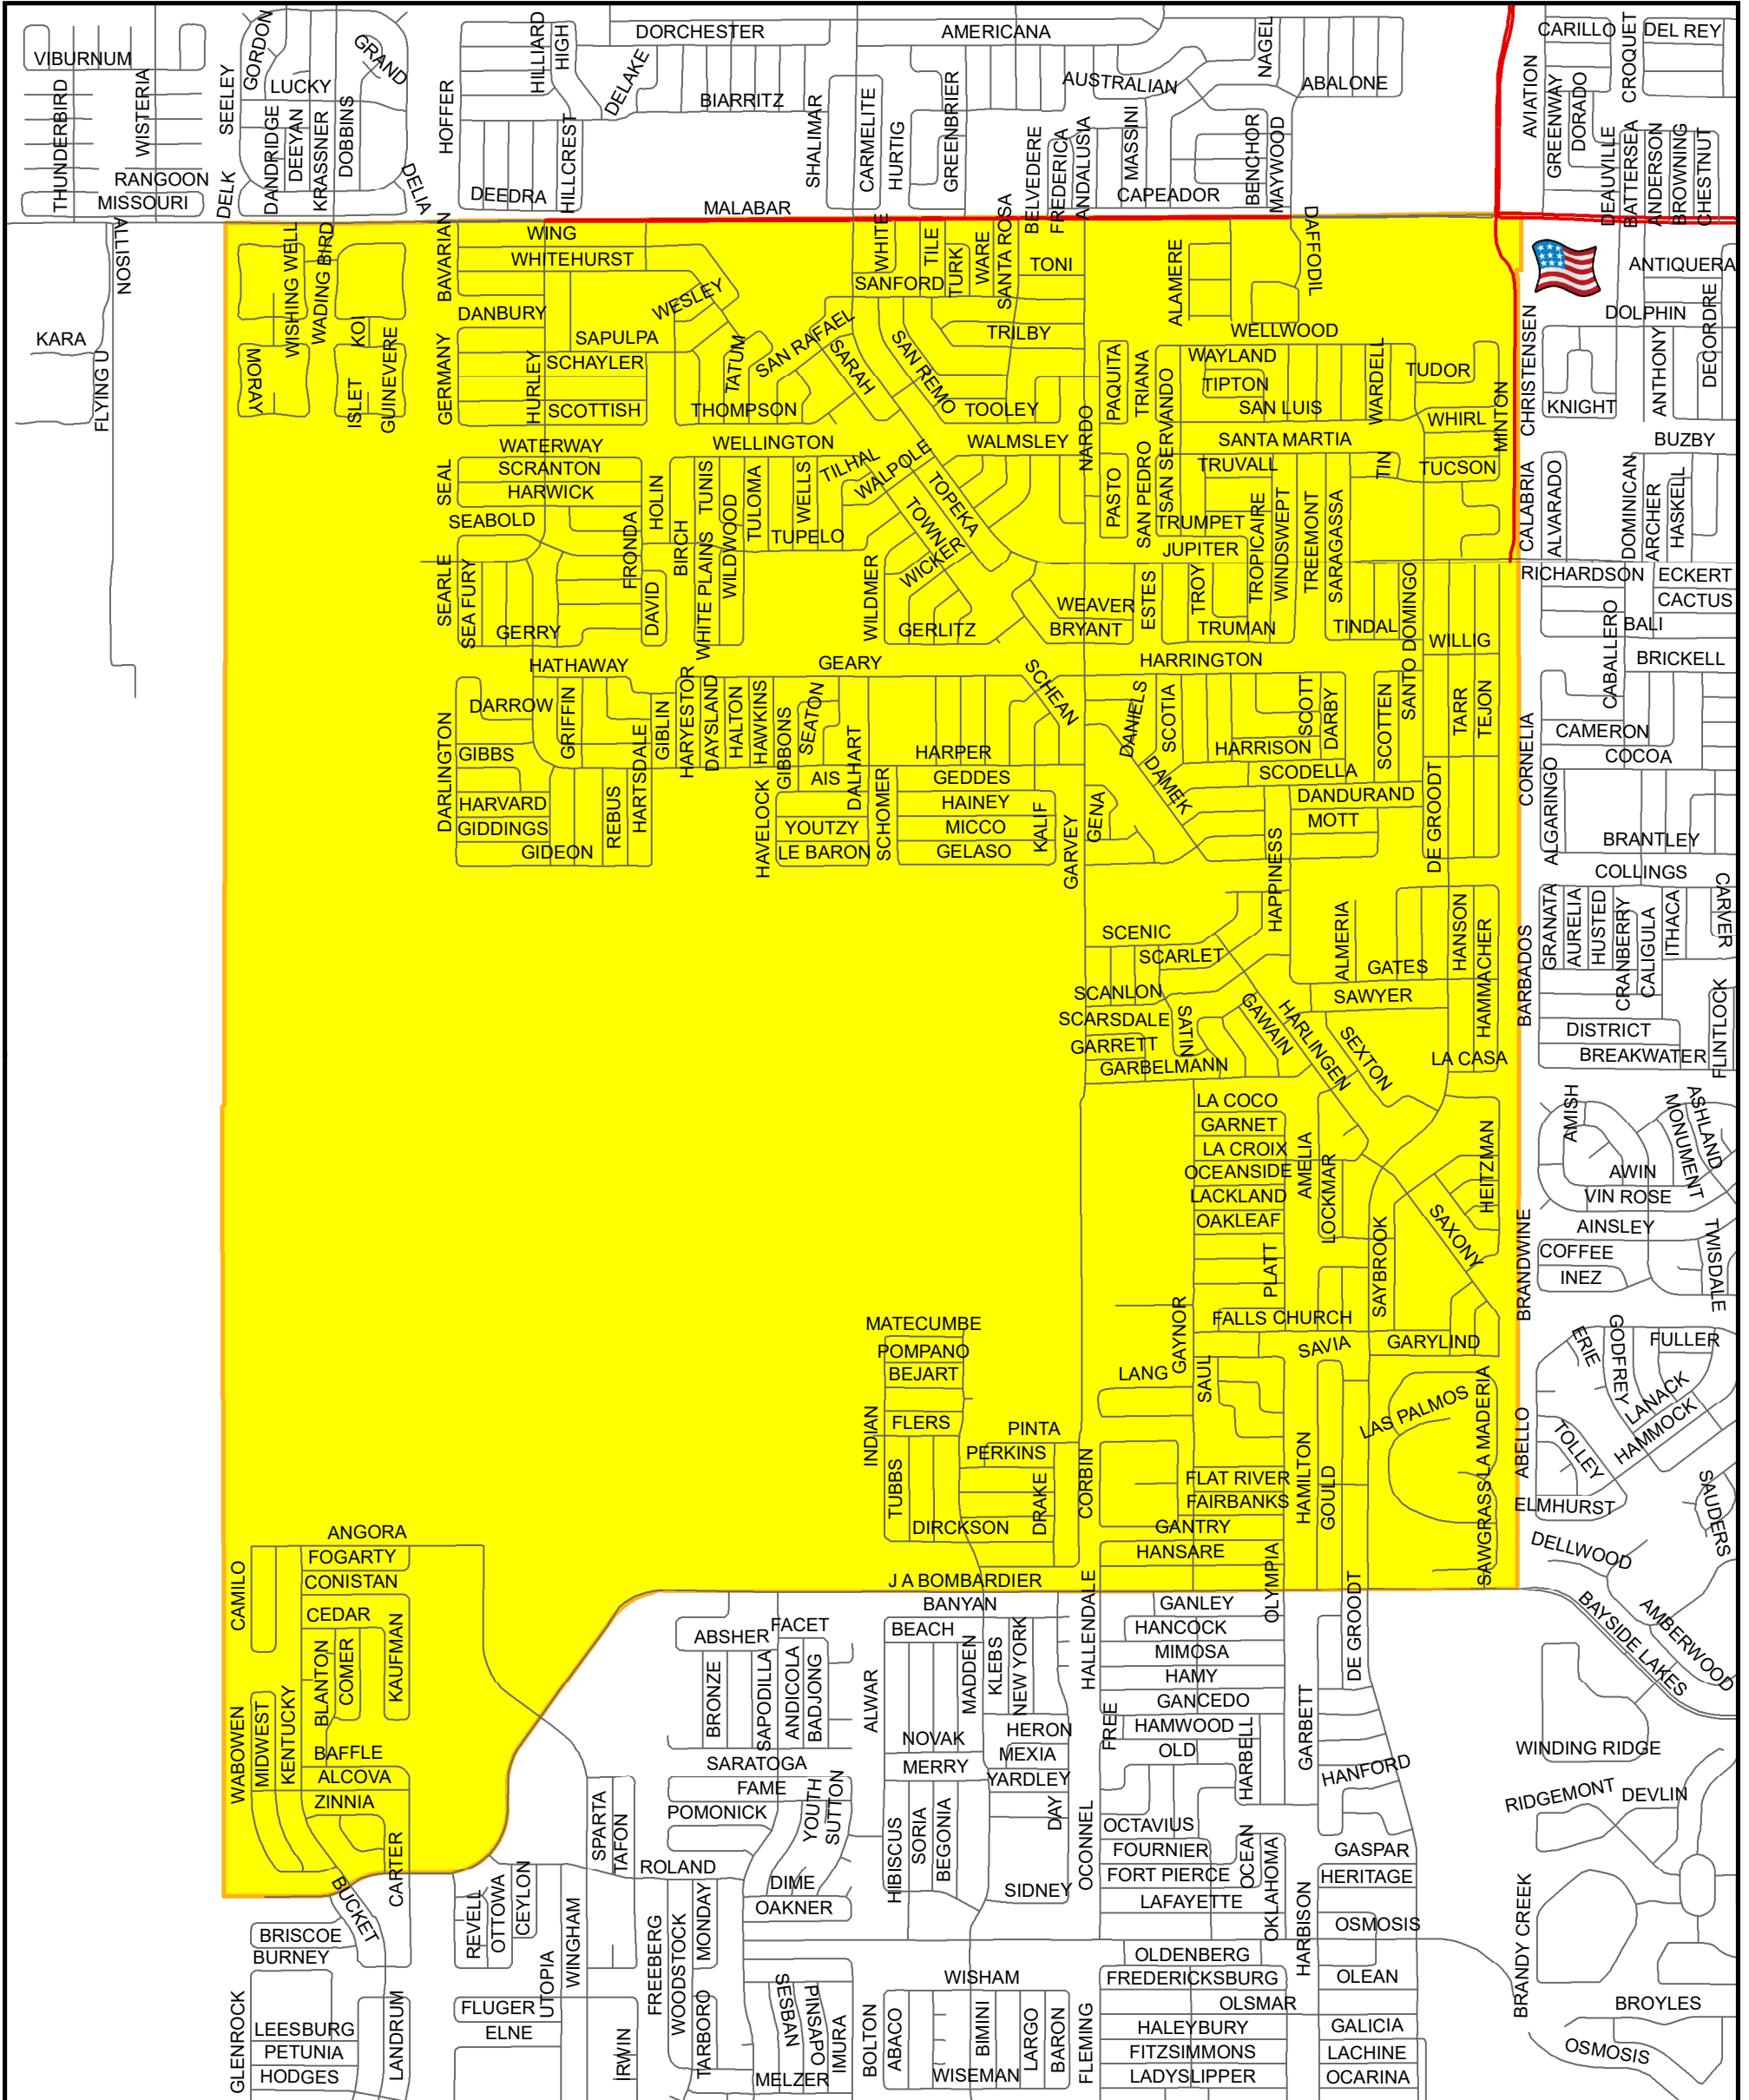 VIBURNUM
THUNDERBIRD
WISTERIA
RANGOON
MISSOURI
SEELEY
DELK
GORDON
GRAND
LUCKY
DANDRIDGE
DEEYAN
KRASSNER
DOBBINS
DELIA
HOFFER
HILLIARD
HIGH
DELAKE
HILLCREST
DEEDRA
DORCHESTER
BIARRITZ
SHALIMAR
CARMELITE
HURTIG
GREENBRIER
AMERICANA
AUSTRALIAN
NAGEL
ABALONE
BELVEDERE
FREDERICA
ANDALUSIA
MASSINI
CAPEADOR
BENCHOR
MAYWOOD
AVIATION
CARILLO
CROQUET
DEL REY
GREENWAY
DORADO
DEAUVILLE
BATTERSEA
ANDERSON
BROWNING
CHESTNUT
MALABAR
ALLISON
KARA
FLYING U
WISHING WELL
WADING BIRD
KOI
MORAY
ISLET
GUINEVERE
BAVARIAN
WING
WHITEHURST
DANBURY
GERMANY
SAPULPA
SCHAYLER
HURLEY
SCOTTISH
WESLEY
TATUM
SAN RAFAEL
SARAH
THOMPSON
WHITE
TILE
TURK
WARE
SANTA ROSA
SANFORD
TONI
TRILBY
SAN REMO
TOOLEY
ALAMERE
DAFFODIL
WELLWOOD
PAQUITA
TRIANA
WAYLAND
TIPTON
SAN LUIS
WARDELL
TUDOR
WHIRL
MINTON
CHRISTENSEN
ANTIQUERA
DOLPHIN
DECORDRE
ANTHONY
KNIGHT
BUZBY
WATERWAY
SCRANTON
HARWICK
SEAL
SEABOLD
WELLINGTON
HOLIN
TUNIS
TULOMA
WELLS
TILHAL
WALPOLE
WALMSLEY
NARDO
PASTO
SAN PEDRO
SAN SERVANDO
SANTA MARTIA
TRUVALL
TIN
TUCSON
CALABRIA
ALVARADO
DOMINICAN
ARCHER
HASKELL
FRONDA
BIRCH
WHITE PLAINS
WILDWOOD
TUPELO
TOWNER
TOPEKA
WICKER
WILDMER
TRUMPET
JUPITER
TROPICAIRE
WINDSWEPT
TREEMONT
SARAGASSA
SEARLE
SEA FURY
GERRY
DAVID
GERLITZ
WEAVER
BRYANT
ESTES
TROY
TRUMAN
TINDAL
SANTO DOMINGO
WILLIG
RICHARDSON
ECKERT
CACTUS
BALI
CABALLERO
BRICKELL
HATHAWAY
GEARY
HARRINGTON
DARROW
GRIFFIN
GIBBS
HARTSDALE
GIBLIN
HARYESTOR
DAYSLAND
HALTON
HAWKINS
GIBBONS
SEATON
DALHART
HARPER
SCHEAN
DANIELS
SCOTIA
HARRISON
SCOTT
DARBY
SCODELLA
SCOTTEN
TARR
TEJON
CORNELIA
CAMERON
COCOA
DARLINGTON
HARVARD
GIDDINGS
GIDEON
REBUS
HAVELOCK
AIS
YOUTZY
LE BARON
SCHOMER
GEDDES
HAINEY
MICCO
GELASO
KALIF
GARVEY
GENA
DAMEK
DANDURAND
MOTT
DE GROODT
ALGARINGO
BRANTLEY
COLLINGS
HAPPINESS
SCENIC
SCARLET
SCANLON
SCARSDALE
GARRETT
GARBELMANN
SATIN
GAWAIN
HARLINGEN
SEXTON
ALMERIA
GATES
SAWYER
HANSON
HAMMACHER
LA CASA
BARBADOS
GRANATA
AURELIA
HUSTED
CRANBERRY
CALIGULA
ITHACA
CARVER
DISTRICT
BREAKWATER
FLINTLOCK
LA COCO
GARNET
LA CROIX
OCEANSIDE
LACKLAND
OAKLEAF
AMELIA
LOCKMAR
PLATT
SAYBROOK
SAXONY
HEITZMAN
BRANDWINE
AMISH
ASHLAND
MONUMENT
AWIN
VIN ROSE
AINSLEY
COFFEE
INEZ
TWISDALE
MATECUMBE
POMPANO
BEJART
FLERS
INDIAN
TUBBS
PINTA
PERKINS
DRAKE
DIRCKSON
CORBIN
LANG
GAYNOR
SAUL
FALLS CHURCH
SAVIA
GARYLIND
LAS PALMOS
LA MADERIA
SAWGRASS
FLAT RIVER
FAIRBANKS
GANTRY
HANSARE
HAMILTON
GOULD
ABELLO
ERIE
GODFREY
FULLER
LANACK
HAMMOCK
TOLLEY
ELMHURST
SAUDERS
DELLWOOD
AMBERWOOD
BAYSIDE LAKES
ANGORA
FOGARTY
CONISTAN
CAMILO
CEDAR
BLANTON
COMER
KAUFMAN
WABOWEN
MIDWEST
KENTUCKY
BAFFLE
ALCOVA
ZINNIA
CARTER
BUCKET
J A BOMBARDIER
BANYAN
BEACH
ABSHER
FACET
BRONZE
SAPODILLA
ANDICOLA
BADJONG
ALWAR
MADDEN
KLEBS
NEW YORK
HALLENDALE
GANLEY
HANCOCK
MIMOSA
HAMY
GANCEDO
OLYMPIA
DE GROODT
NOVAK
HERON
MEXIA
YARDLEY
MERRY
FREE
HAMWOOD
OLD
HARBELL
GARBETT
HANFORD
WINDING RIDGE
RIDGEMONT
DEVLIN
SARATOGA
FAME
POMONICK
YOUTH
SUTTON
SPARTA
TAFON
ROLAND
DIME
OAKNER
HIBISCUS
SORIA
BEGONIA
DAY
SIDNEY
OCONNEL
OCTAVIUS
FOURNIER
FORT PIERCE
LAFAYETTE
OCEAN
OKLAHOMA
GASPAR
HERITAGE
OSMOSIS
HARBISON
BRANDY CREEK
BRISCOE
BURNEY
REVELL
OTTOWA
CEYLON
UTOPIA
WINGHAM
FREEBERG
WOODSTOCK
MONDAY
GLENROCK
LEESBURG
PETUNIA
HODGES
LANDRUM
FLUGER
ELNE
IRWIN
TARBORO
SESBAN
PINSAPO
IMURA
MELZER
BOLTON
ABACO
WISHAM
BIMINI
LARGO
BARON
WISEMAN
FLEMING
OLDENBERG
FREDERICKSBURG
OLSMAR
HALEYBURY
FITZSIMMONS
LADYSLIPPER
OLEAN
GALICIA
LACHINE
OCARINA
BROYLES
OSMOSIS